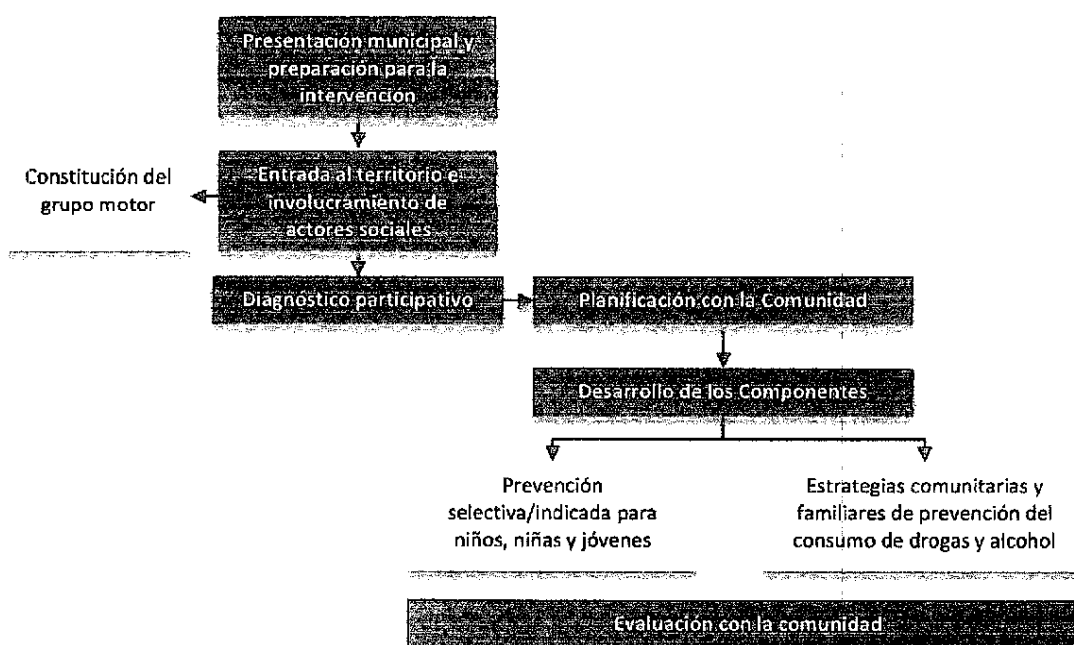 Presentación municipal y
preparación para la
intervención
Constitución del
grupo motor
Entrada al territorio e
involucramiento de
actores sociales
Diagnóstico participativo
Planificación con la Comunidad
Desarrollo de los Componentes
Prevención
selectiva/indicada para
niños, niñas y jóvenes
Estrategias comunitarias y
familiares de prevención del
consumo de drogas y alcohol
Evaluación con la comunidad